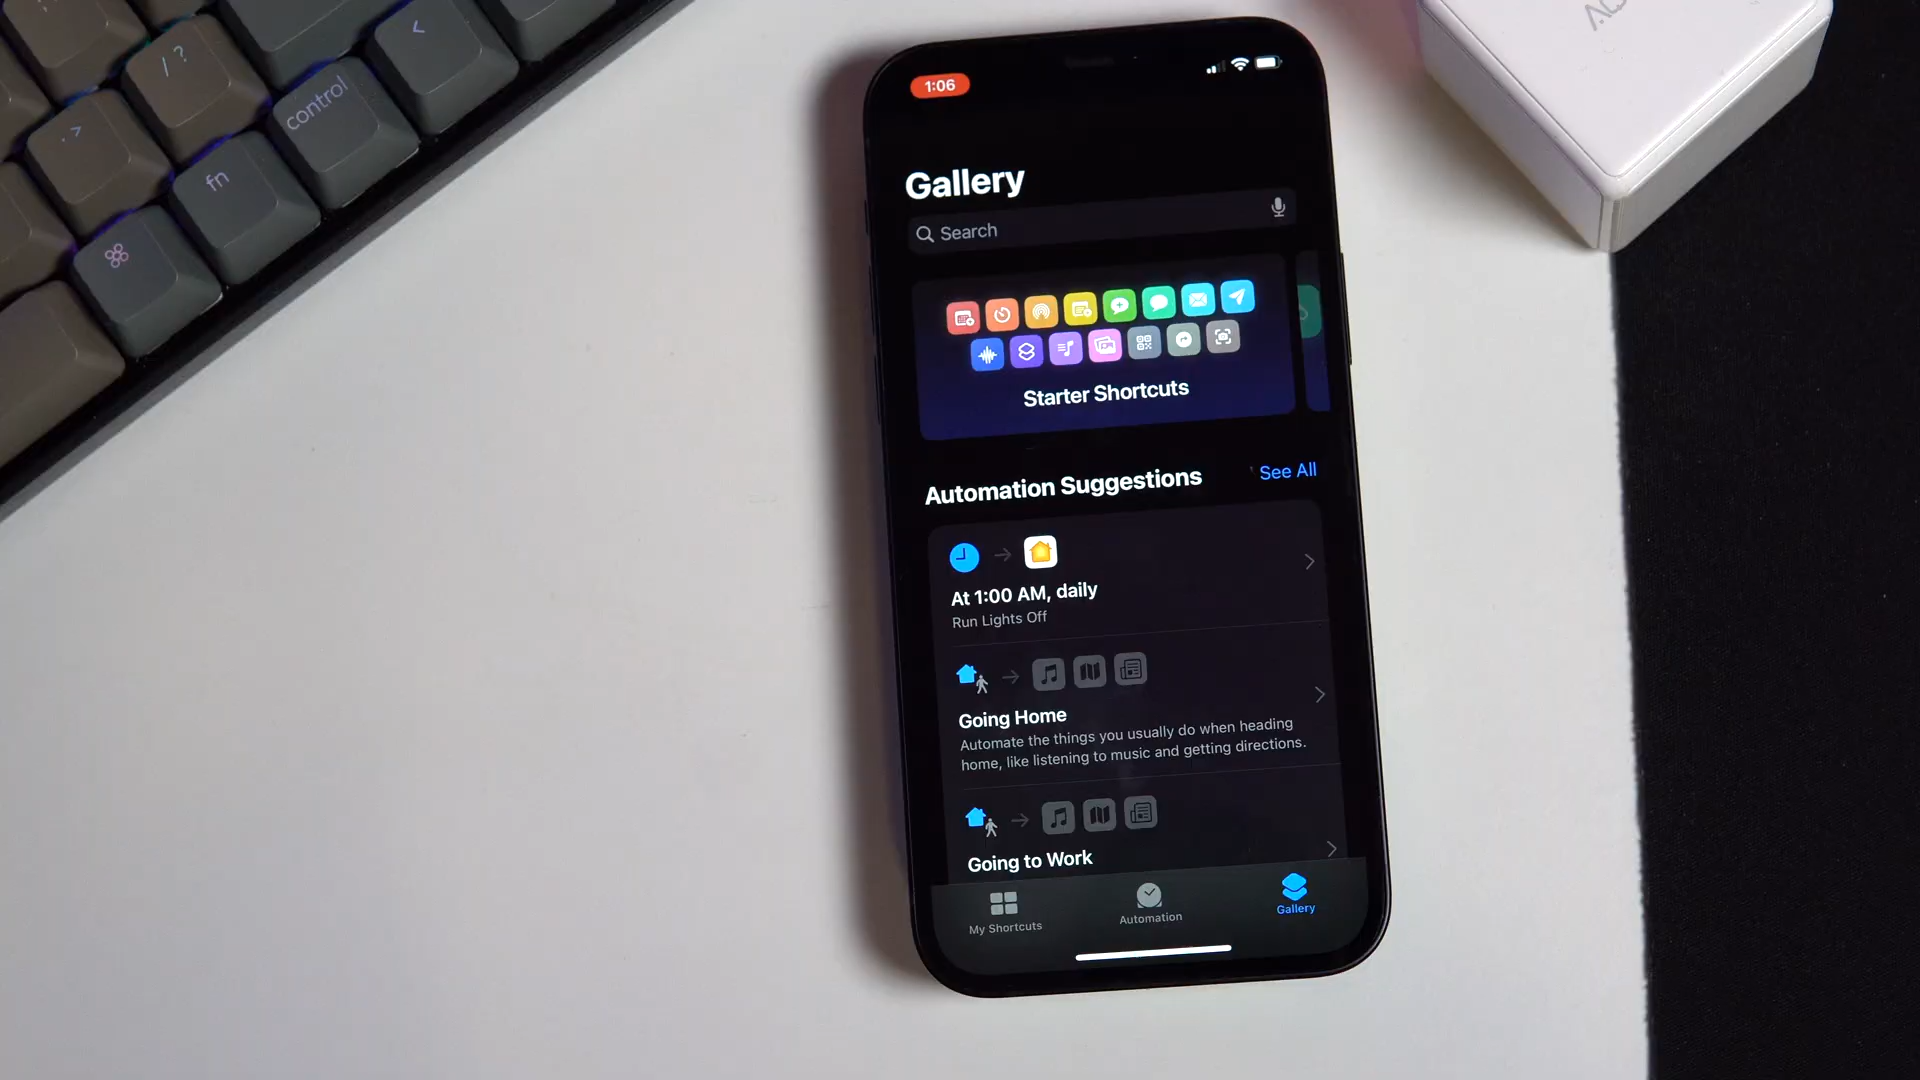 / ?
<
control
. >
fn
1:06
Gallery
Search
Starter Shortcuts
Automation Suggestions
See All
At 1:00 AM, daily
Run Lights Off
Going Home
Automate the things you usually do when heading
home, like listening to music and getting directions.
Going to Work
My Shortcuts
Automation
Gallery